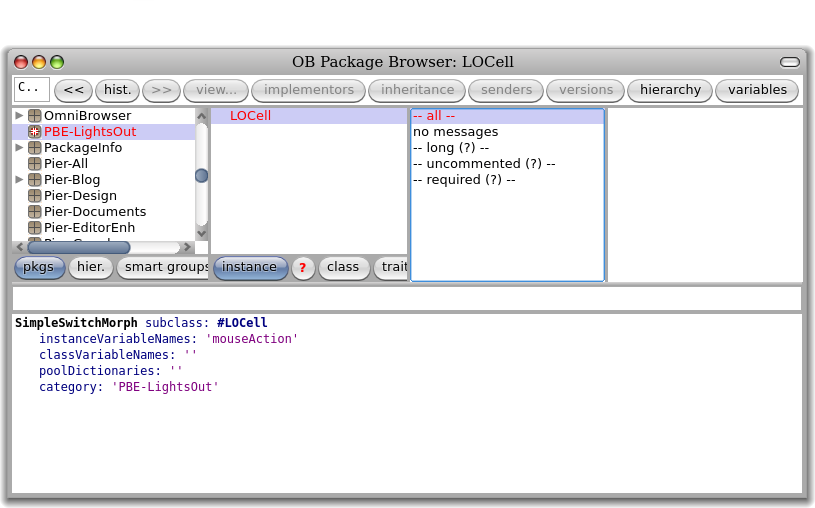 OB Package Browser: LOCell
C..
<<
hist.
>>
view...
implementors
inheritance
senders
versions
hierarchy
variables
OmniBrowser
PBE-LightsOut
PackageInfo
Pier-All
Pier-Blog
Pier-Design
Pier-Documents
Pier-EditorEnh
LOCell
-- all --
no messages
-- long (?) --
-- uncommented (?) --
-- required (?) --
pkgs
hier.
smart groups
instance
?
class
trait
SimpleSwitchMorph subclass: #LOCell
instanceVariableNames: 'mouseAction'
classVariableNames: ''
poolDictionaries: ''
category: 'PBE-LightsOut'